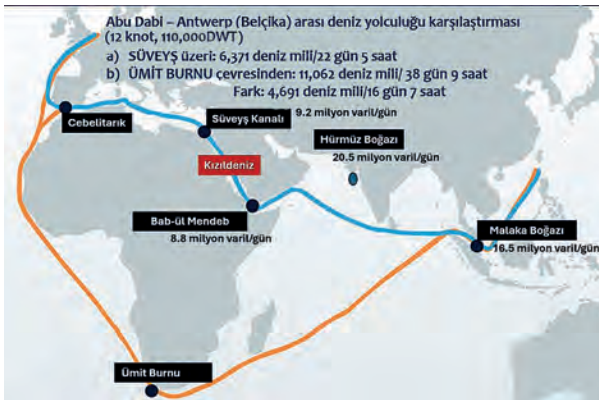 Abu Dabi – Antwerp (Belçika) arası deniz yolculuğu karşılaştırması
(12 knot, 110,000DWT)
a) SÜVEYŞ üzeri: 6,371 deniz mili/22 gün 5 saat
b) ÜMİT BURNU çevresinden: 11,062 deniz mili/ 38 gün 9 saat
Fark: 4,691 deniz mili/16 gün 7 saat
Cebelitarık
Süveyş Kanalı
9.2 milyon varil/gün
Hürmüz Boğazı
20.5 milyon varil/gün
Kızıldeniz
Bab-ül Mendeb
8.8 milyon varil/gün
Malaka Boğazı
16.5 milyon varil/gün
Ümit Burnu